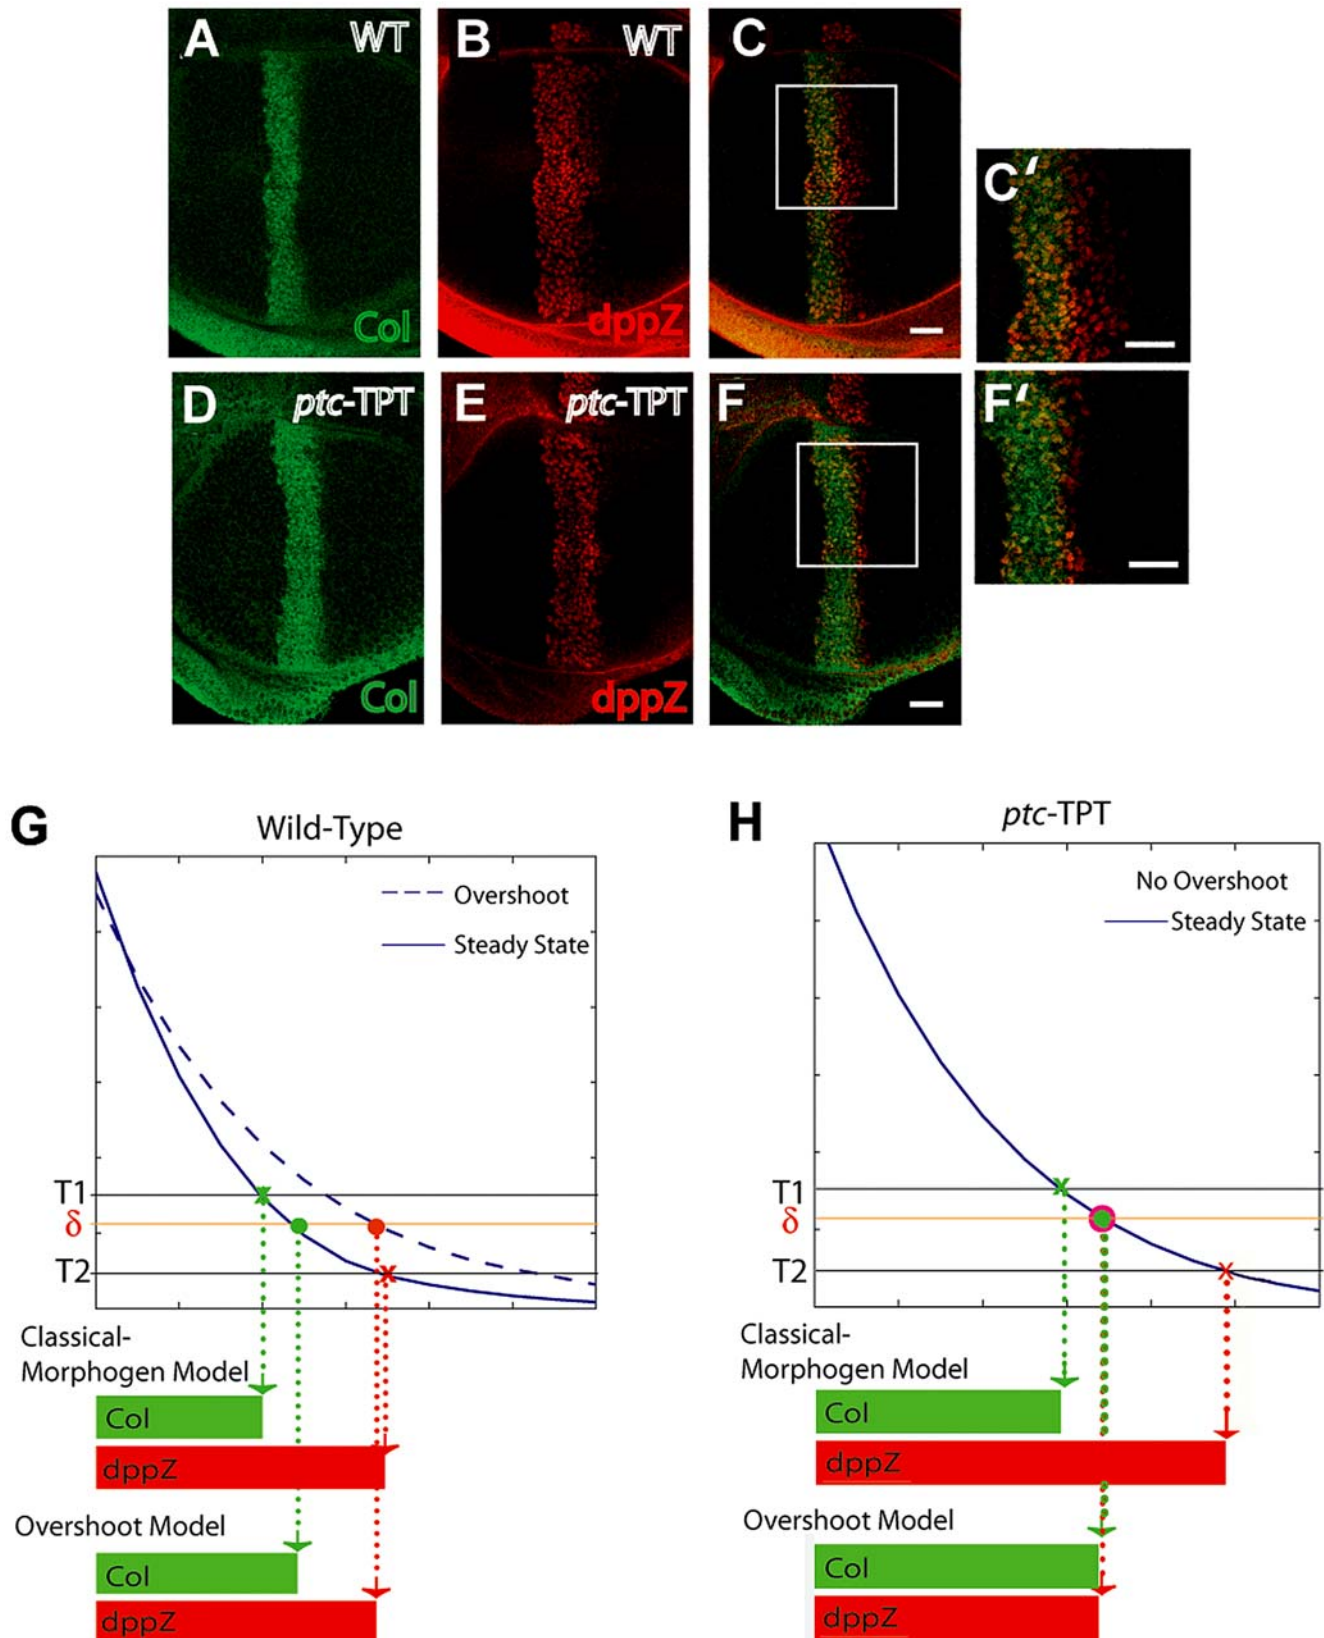 A WT
Col
B WT
dppZ
C
C′
D ptc-TPT
Col
E ptc-TPT
dppZ
F
F′
G
Wild-Type
Overshoot
Steady State
T1
δ
T2
Classical-
Morphogen Model
Col
dppZ
Overshoot Model
Col
dppZ
H
ptc-TPT
No Overshoot
Steady State
T1
δ
T2
Classical-
Morphogen Model
Col
dppZ
Overshoot Model
Col
dppZ